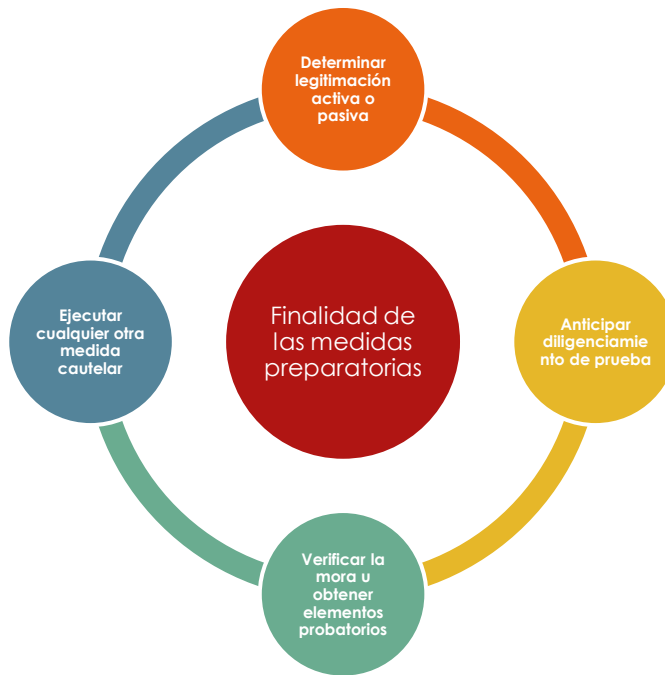 Determinar
legitimación
activa o
pasiva
Finalidad de
las medidas
preparatorias
Anticipar
diligenciamie
nto de prueba
Verificar la
mora u
obtener
elementos
probatorios
Ejecutar
cualquier otra
medida
cautelar